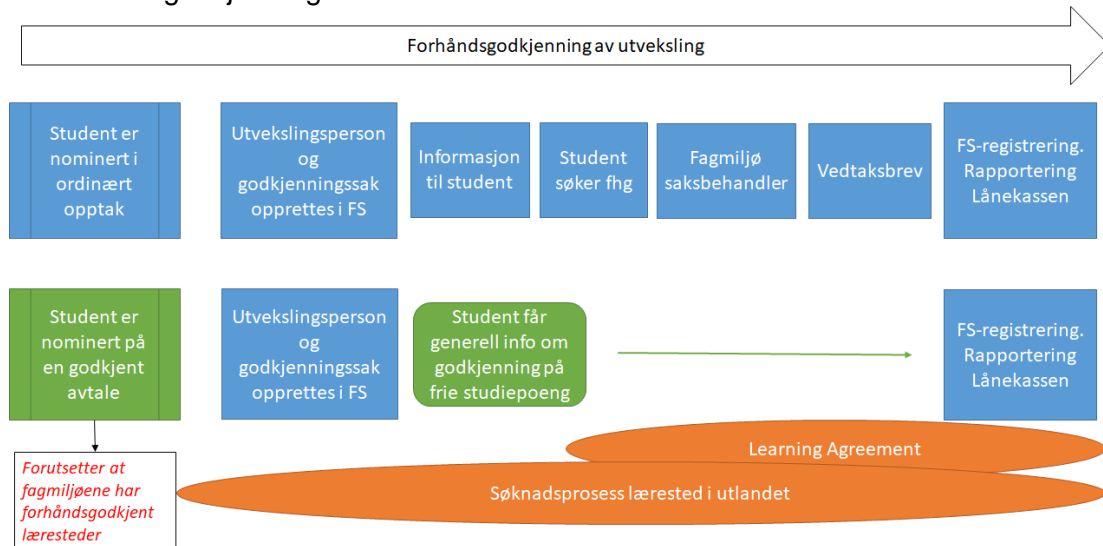 Forhåndsgodkjenning av utveksling
Student er
nominert i
ordinært
opptak
Utvekslingsperson
og
godkjenningssak
opprettes i FS
Informasjon
til student
Student
søker fhg
Fagmiljø
saksbehandler
Vedtaksbrev
FS-registrering.
Rapportering
Lånekassen
Student er
nominert på
en godkjent
avtale
Utvekslingsperson
og
godkjenningssak
opprettes i FS
Student får
generell info om
godkjenning på
frie studiepoeng
FS-registrering.
Rapportering
Lånekassen
Learning Agreement
Søknadsprosess lærested i utlandet
Forutsetter at
fagmiljøene har
forhåndsgodkjent
læresteder